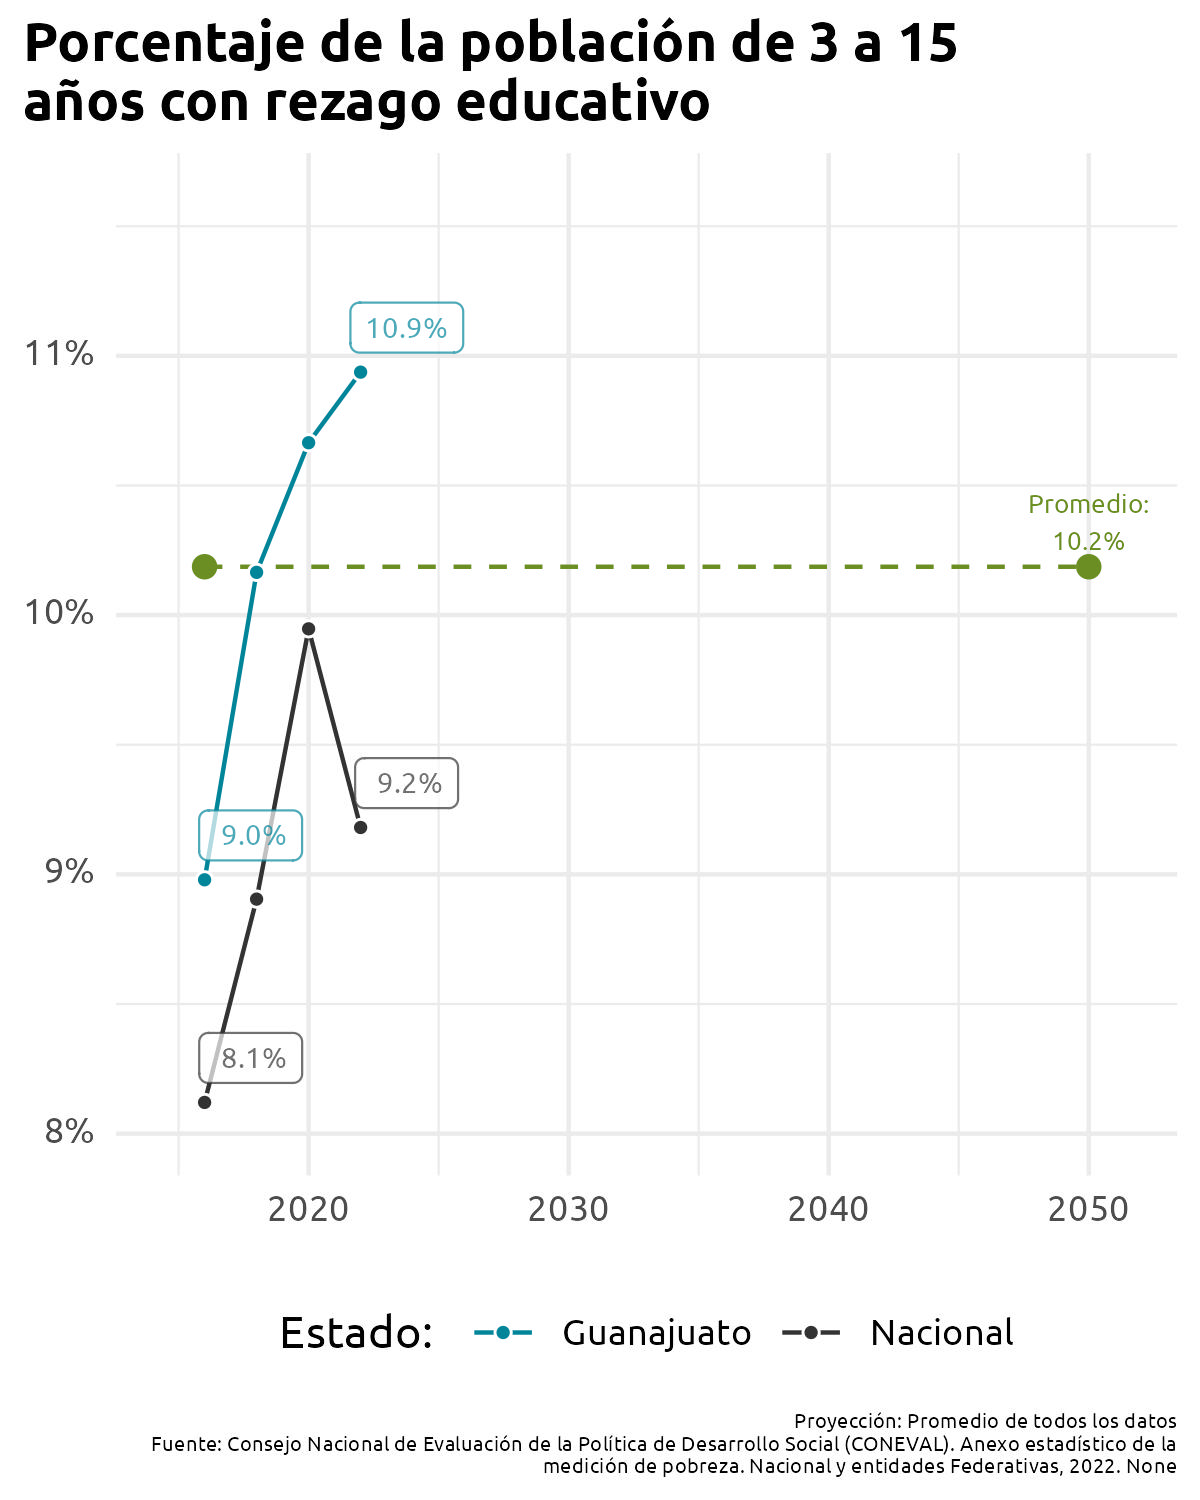 Porcentaje de la población de 3 a 15
años con rezago educativo
10.9%
11%
Promedio:
10.2%
10%
9.2%
9.0%
9%
8.1%
8%
2020 2030 2040 2050
Estado: Guanajuato Nacional
Proyección: Promedio de todos los datos
Fuente: Consejo Nacional de Evaluación de la Política de Desarrollo Social (CONEVAL). Anexo estadístico de la
medición de pobreza. Nacional y entidades Federativas, 2022. None